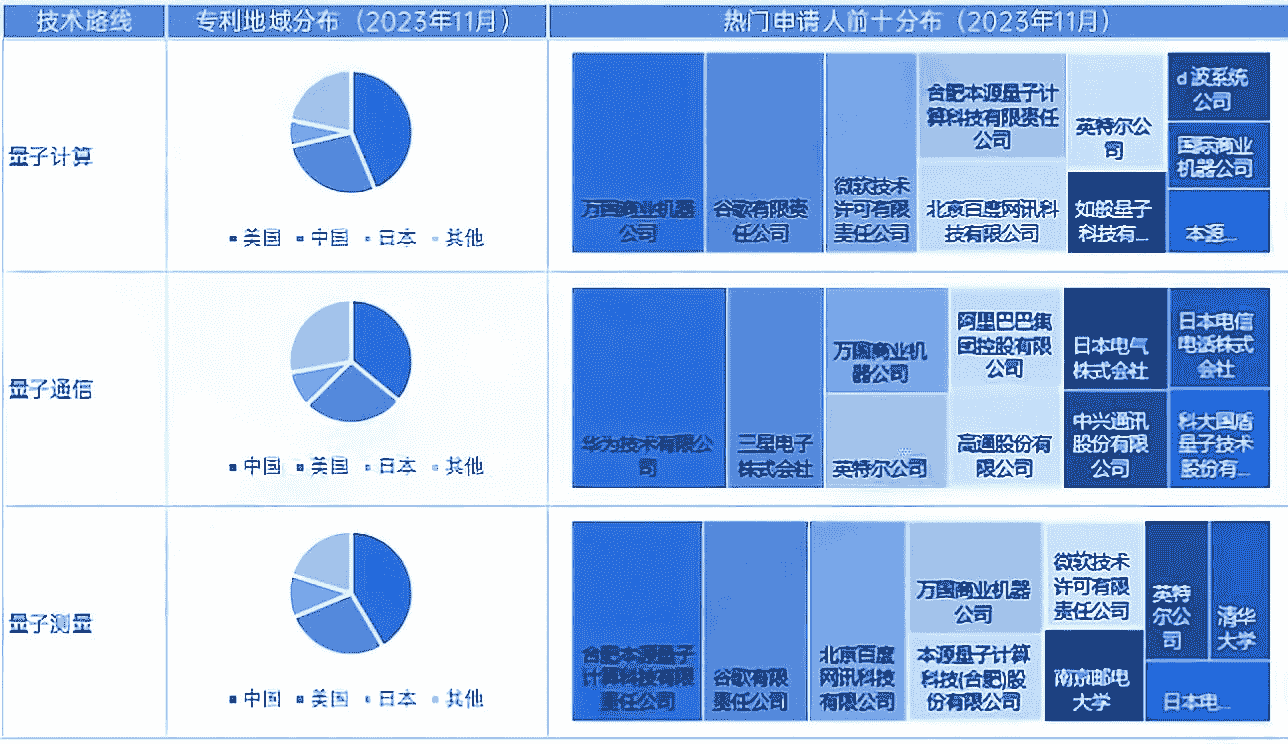 技术路线
专利地域分布（2023年11月）
热门申请人前十分布（2023年11月）
量子计算
美国 中国 日本 其他
万国商业机器
公司
谷歌有限责
任公司
微软技术
许可有限
责任公司
合肥本源量子计
算科技有限责任
公司
北京百度网讯科
技有限公司
英特尔公
司
如般量子
科技有...
d 波系统
公司
国际商业
机器公司
本源...
量子通信
中国 美国 日本 其他
华为技术有限公
司
三星电子
株式会社
万国商业机
器公司
英特尔公司
阿里巴巴集
团控股有限
公司
高通股份有
限公司
日本电气
株式会社
中兴通讯
股份有限
公司
日本电信
电话株式
会社
科大国盾
量子技术
股份有...
量子测量
中国 美国 日本 其他
合肥本源量子
计算科技有限
责任公司
谷歌有限
责任公司
北京百度
网讯科技
有限公司
万国商业机器
公司
本源量子计算
科技(合肥)股
份有限公司
微软技术
许可有限
责任公司
南京邮电
大学
英特
尔公
司
清华
大学
日本电...